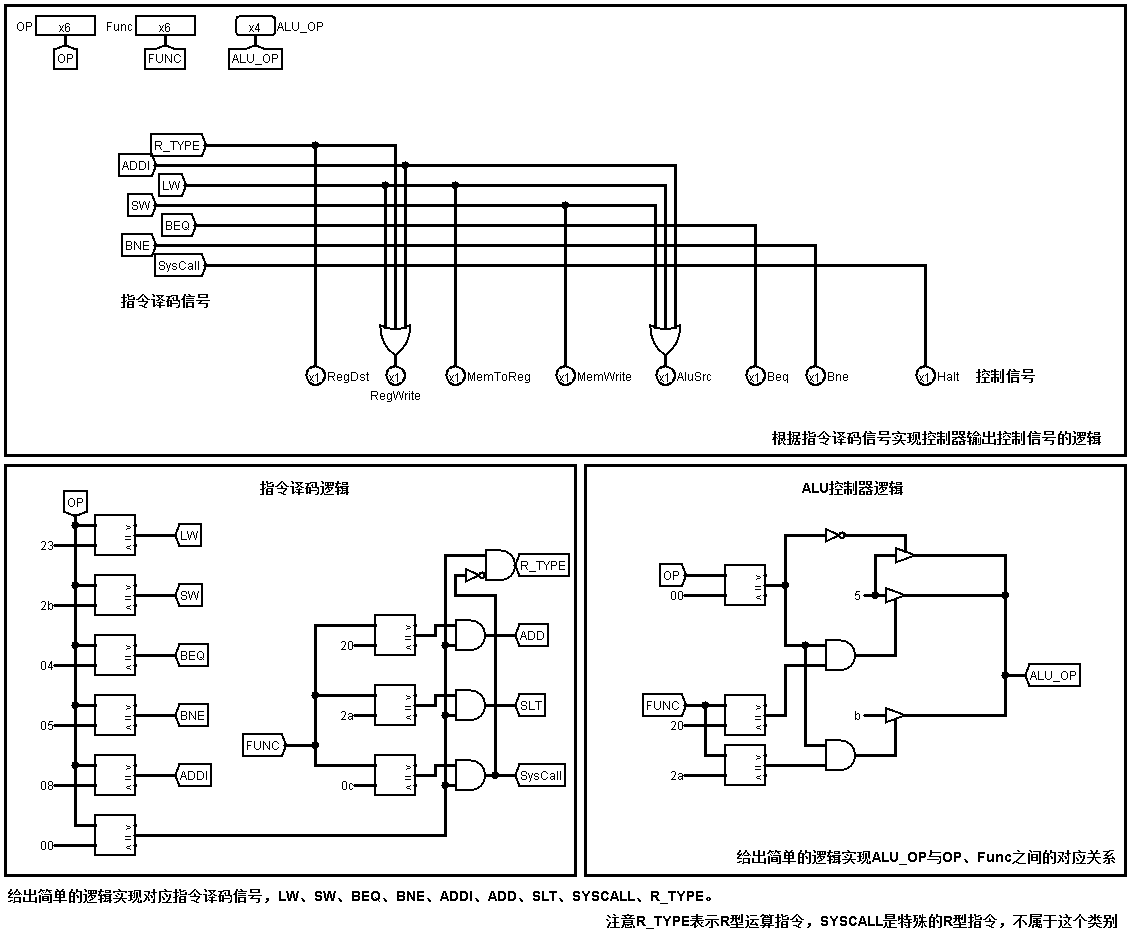 OP x6 Func x6 x4 ALU_OP
OP FUNC ALU_OP
R_TYPE
ADDI
LW
SW
BEQ
BNE
SysCall
指令译码信号
x1 RegDst x1 x1 MemToReg x1 MemWrite x1 AluSrc x1 Beq x1 Bne x1 Halt 控制信号
RegWrite
根据指令译码信号实现控制器输出控制信号的逻辑
指令译码逻辑
OP
23 > = < LW
2b > = < SW
04 > = < BEQ
05 > = < BNE
08 > = < ADDI
00 > = <
R_TYPE
20 > = < ADD
2a > = < SLT
FUNC
0c > = < SysCall
ALU控制器逻辑
OP
00 > = <
5
FUNC
20 > = <
2a > = <
b
ALU_OP
给出简单的逻辑实现ALU_OP与OP、Func之间的对应关系
给出简单的逻辑实现对应指令译码信号，LW、SW、BEQ、BNE、ADDI、ADD、SLT、SYSCALL、R_TYPE。
注意R_TYPE表示R型运算指令，SYSCALL是特殊的R型指令，不属于这个类别